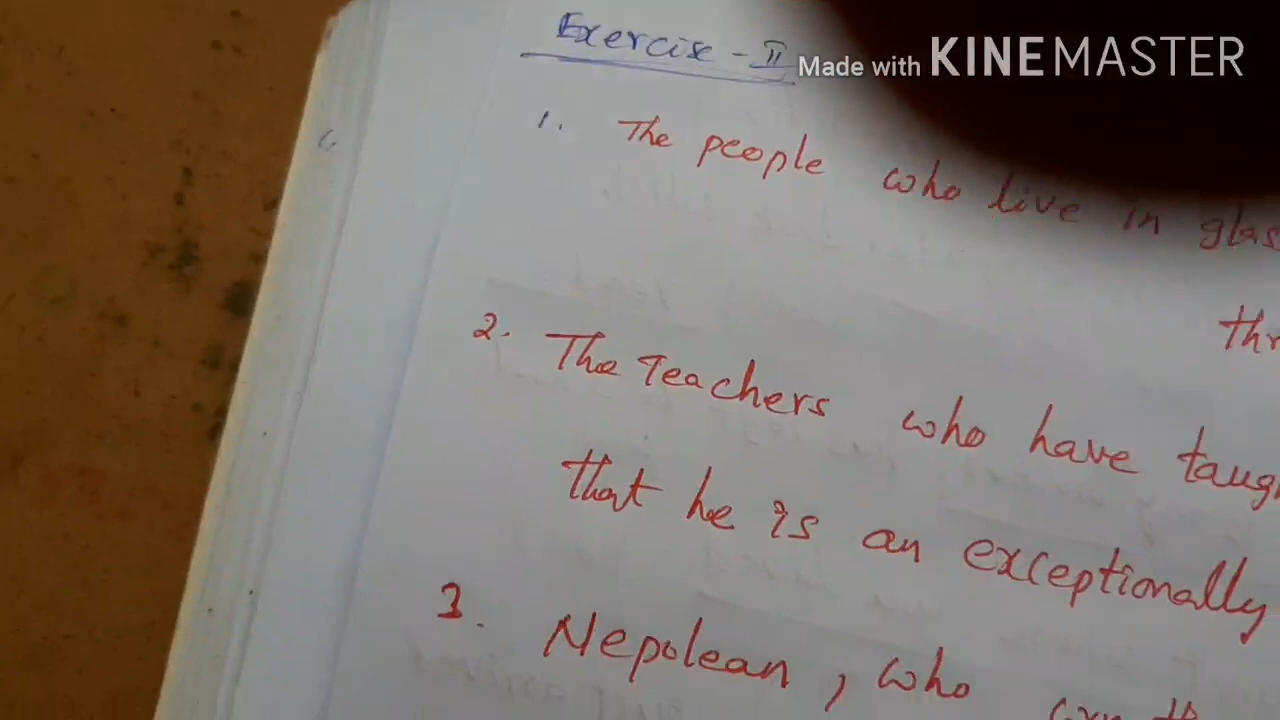 Exercise - II
Made with KINEMASTER
1. The people who live in glas
thr
2. The Teachers who have taugh
that he is an exceptionally
3. Nepolean, who